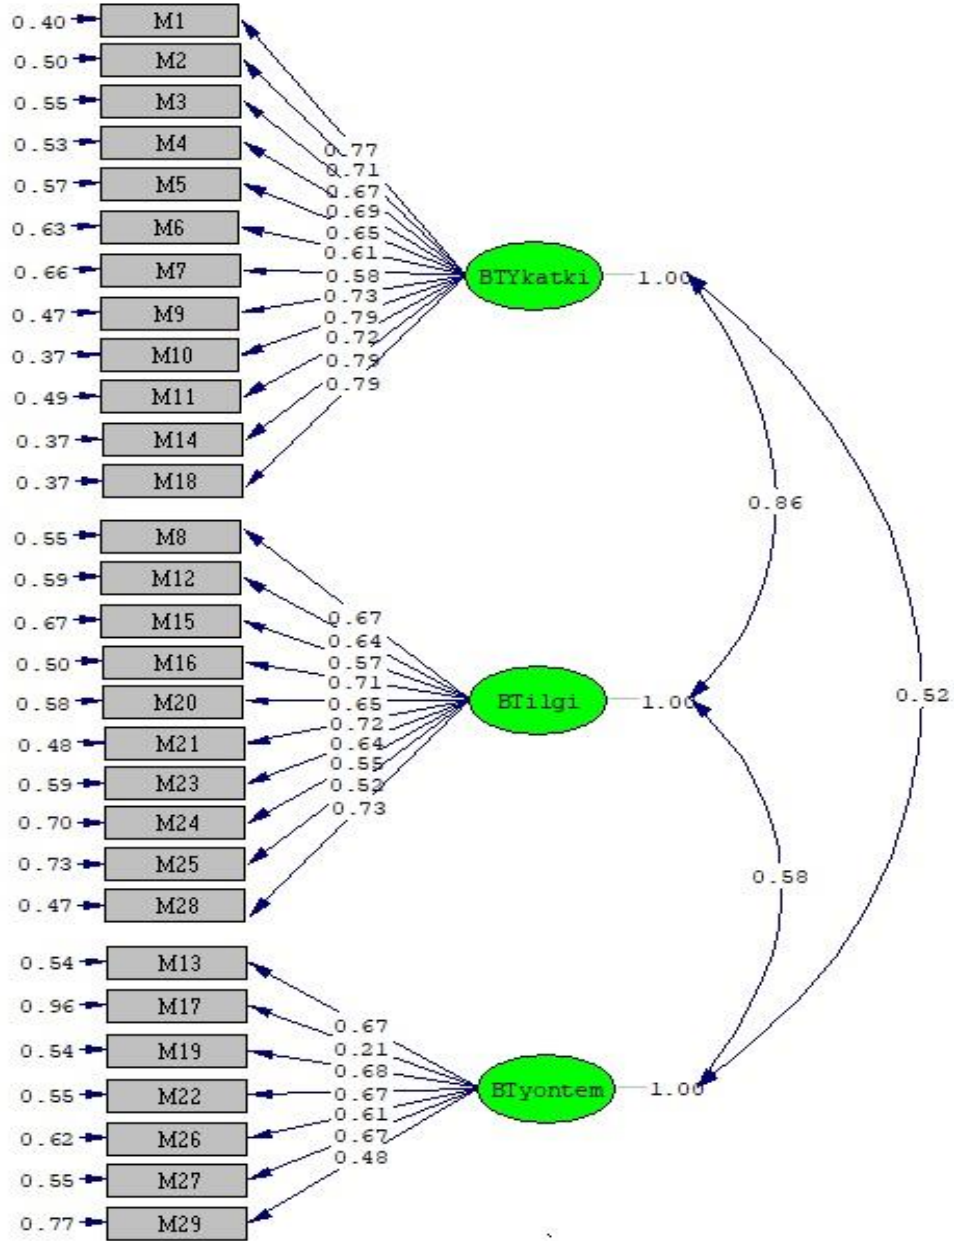 0.40 M1
0.50 M2
0.55 M3
0.53 M4
0.57 M5
0.63 M6
0.66 M7
0.47 M9
0.37 M10
0.49 M11
0.37 M14
0.37 M18
0.77
0.71
0.67
0.69
0.65
0.61
0.58
0.73
0.79
0.72
0.79
0.79
BTYkatki
1.00
0.86
0.55 M8
0.59 M12
0.67 M15
0.50 M16
0.58 M20
0.48 M21
0.59 M23
0.70 M24
0.73 M25
0.47 M28
0.67
0.64
0.57
0.71
0.65
0.72
0.64
0.55
0.52
0.73
BTilgi
1.00
0.52
0.58
0.54 M13
0.96 M17
0.54 M19
0.55 M22
0.62 M26
0.55 M27
0.77 M29
0.67
0.21
0.68
0.67
0.61
0.67
0.48
BTyontem
1.00